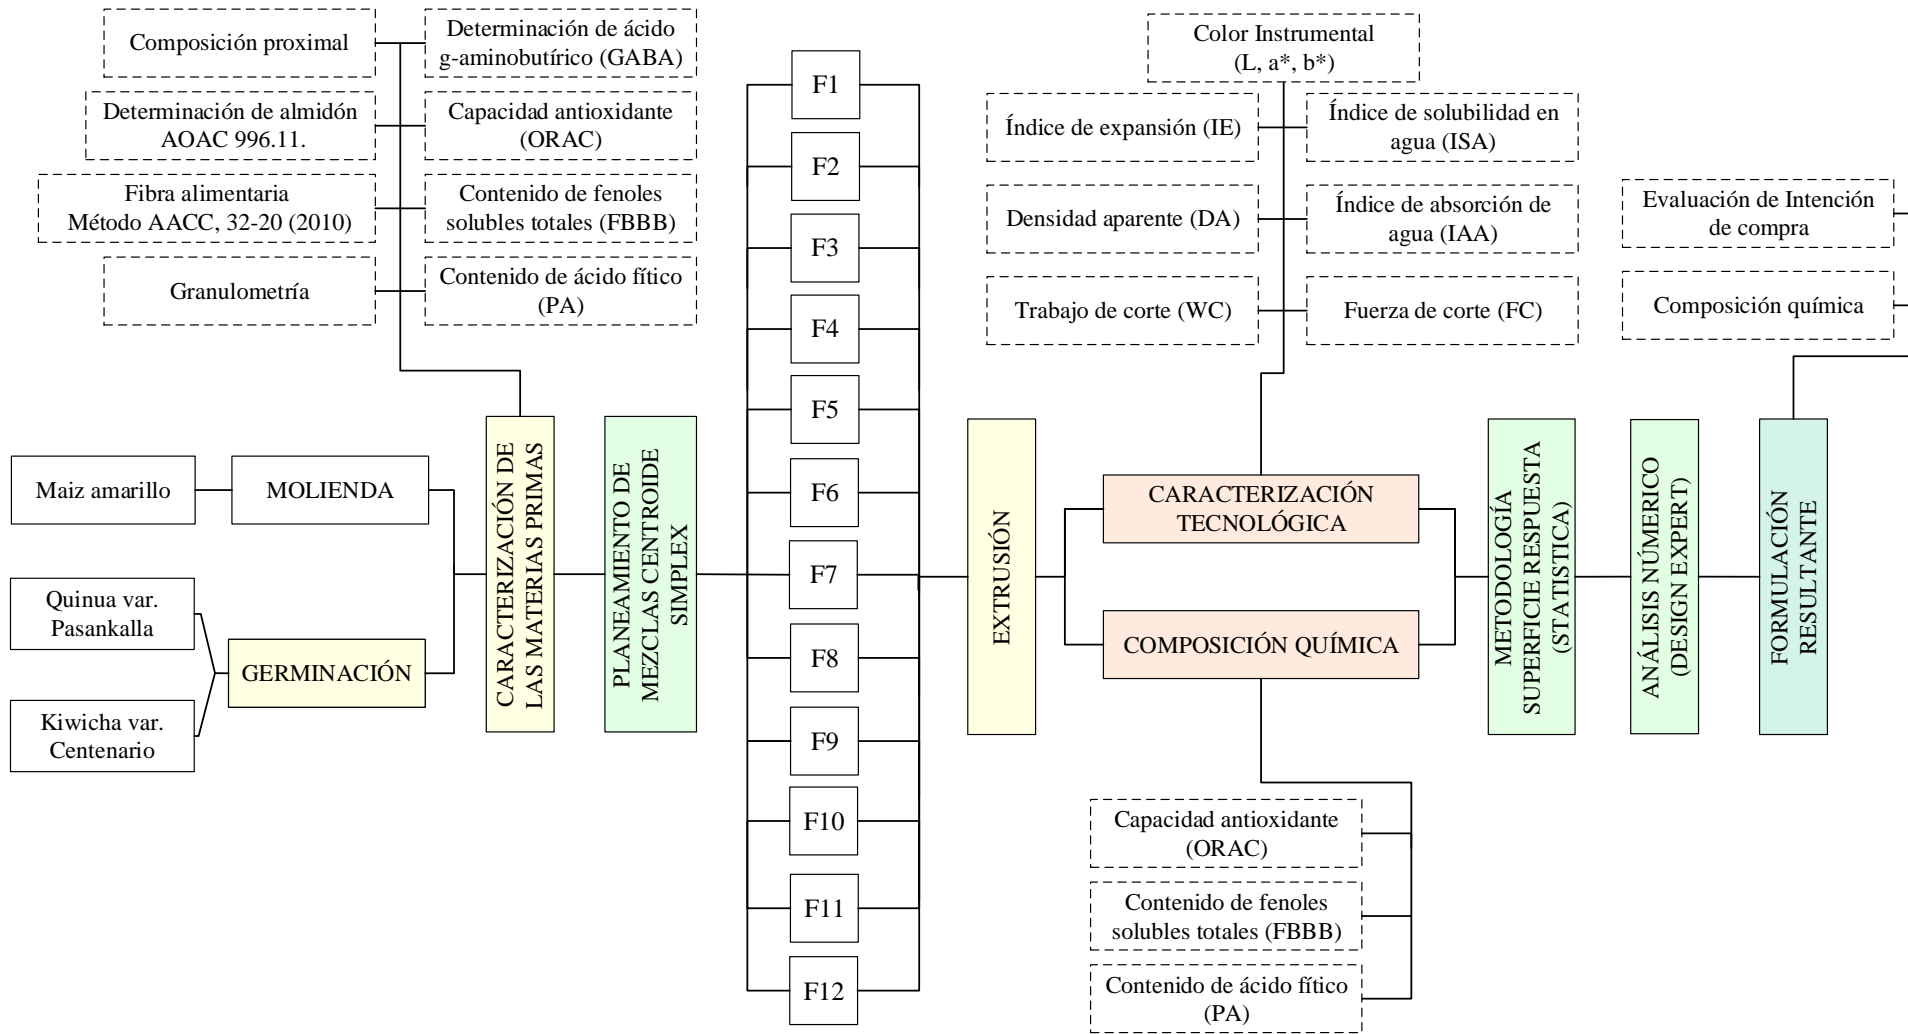 Composición proximal
Determinación de ácido
g-aminobutírico (GABA)
Determinación de almidón
AOAC 996.11.
Capacidad antioxidante
(ORAC)
Fibra alimentaria
Método AACC, 32-20 (2010)
Contenido de fenoles
solubles totales (FBBB)
Granulometría
Contenido de ácido fítico
(PA)
Maiz amarillo
MOLIENDA
Quinua var.
Pasankalla
Kiwicha var.
Centenario
GERMINACIÓN
CARACTERIZACIÓN DE
LAS MATERIAS PRIMAS
PLANEAMIENTO DE
MEZCLAS CENTROIDE
SIMPLEX
F1
F2
F3
F4
F5
F6
F7
F8
F9
F10
F11
F12
EXTRUSIÓN
Color Instrumental
(L, a*, b*)
Índice de expansión (IE)
Índice de solubilidad en
agua (ISA)
Densidad aparente (DA)
Índice de absorción de
agua (IAA)
Trabajo de corte (WC)
Fuerza de corte (FC)
CARACTERIZACIÓN
TECNOLÓGICA
COMPOSICIÓN QUÍMICA
Capacidad antioxidante
(ORAC)
Contenido de fenoles
solubles totales (FBBB)
Contenido de ácido fítico
(PA)
METODOLOGÍA
SUPERFICIE RESPUESTA
(STATISTICA)
ANÁLISIS NÚMERICO
(DESIGN EXPERT)
FORMULACIÓN
RESULTANTE
Evaluación de Intención
de compra
Composición química